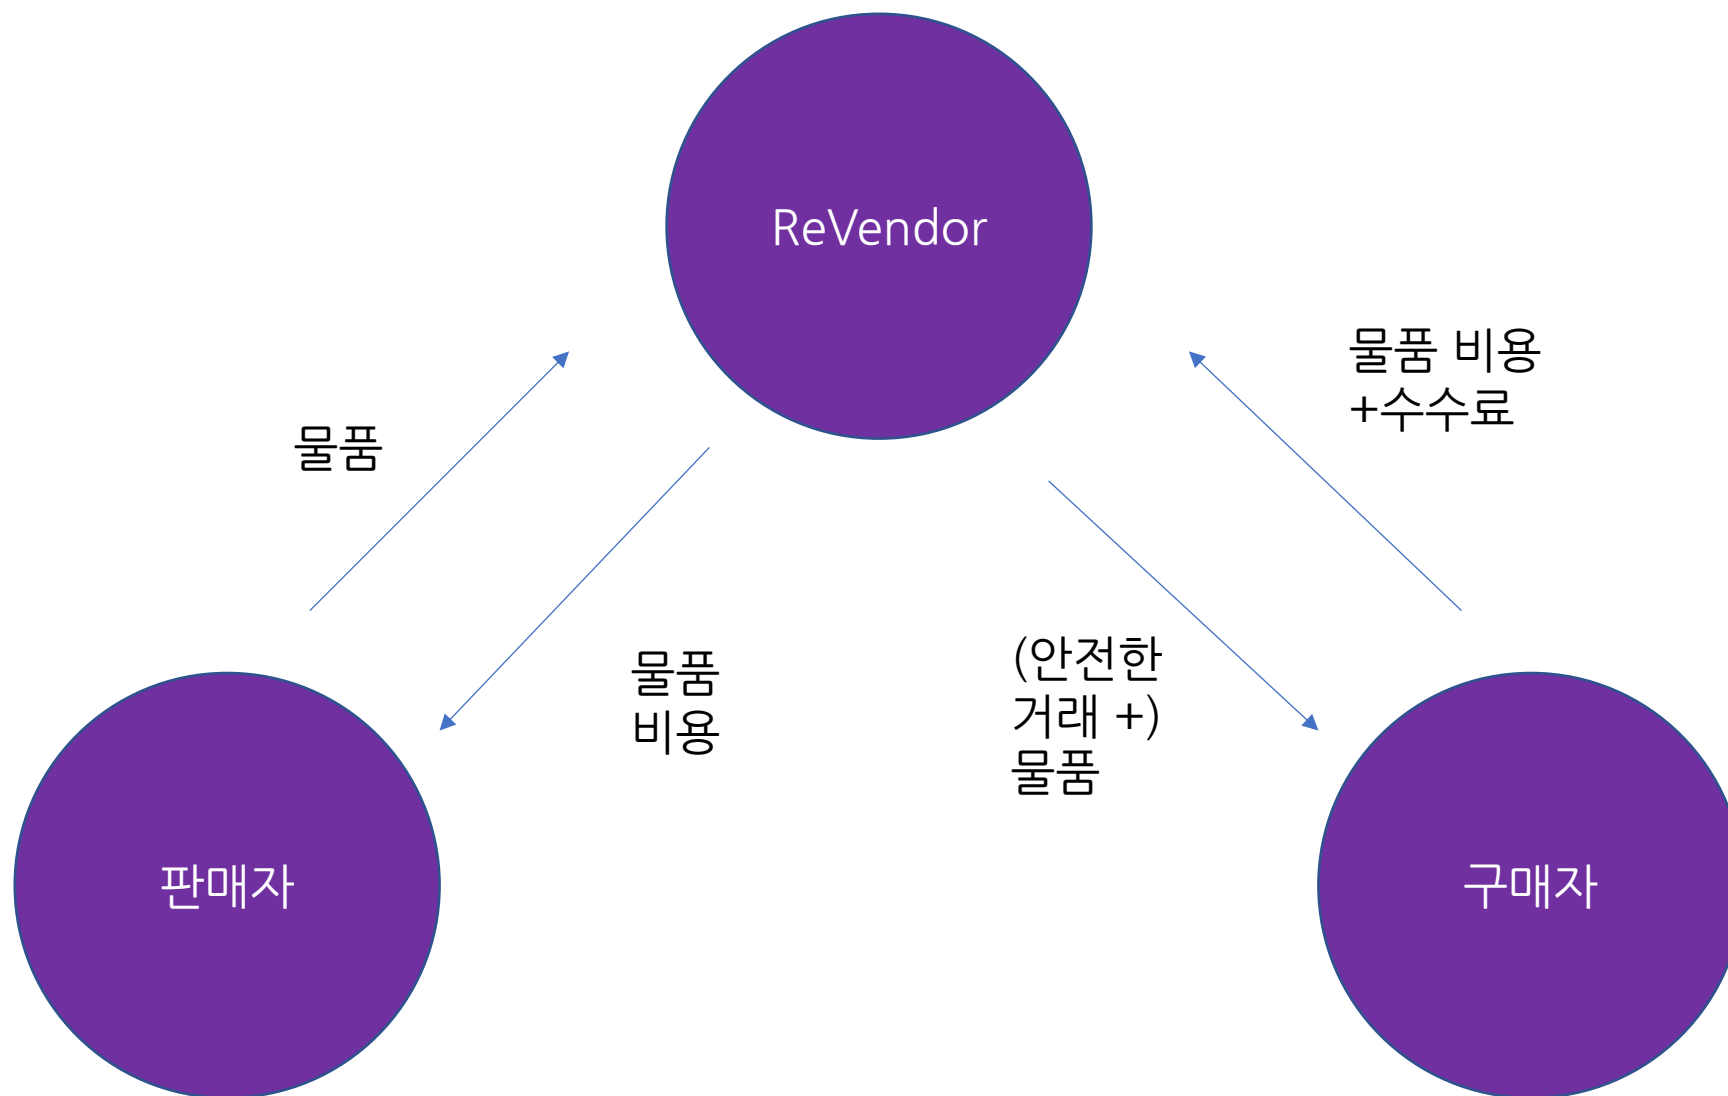 ReVendor
물품 비용
+수수료
물품
물품
비용
(안전한
거래 +)
물품
판매자
구매자